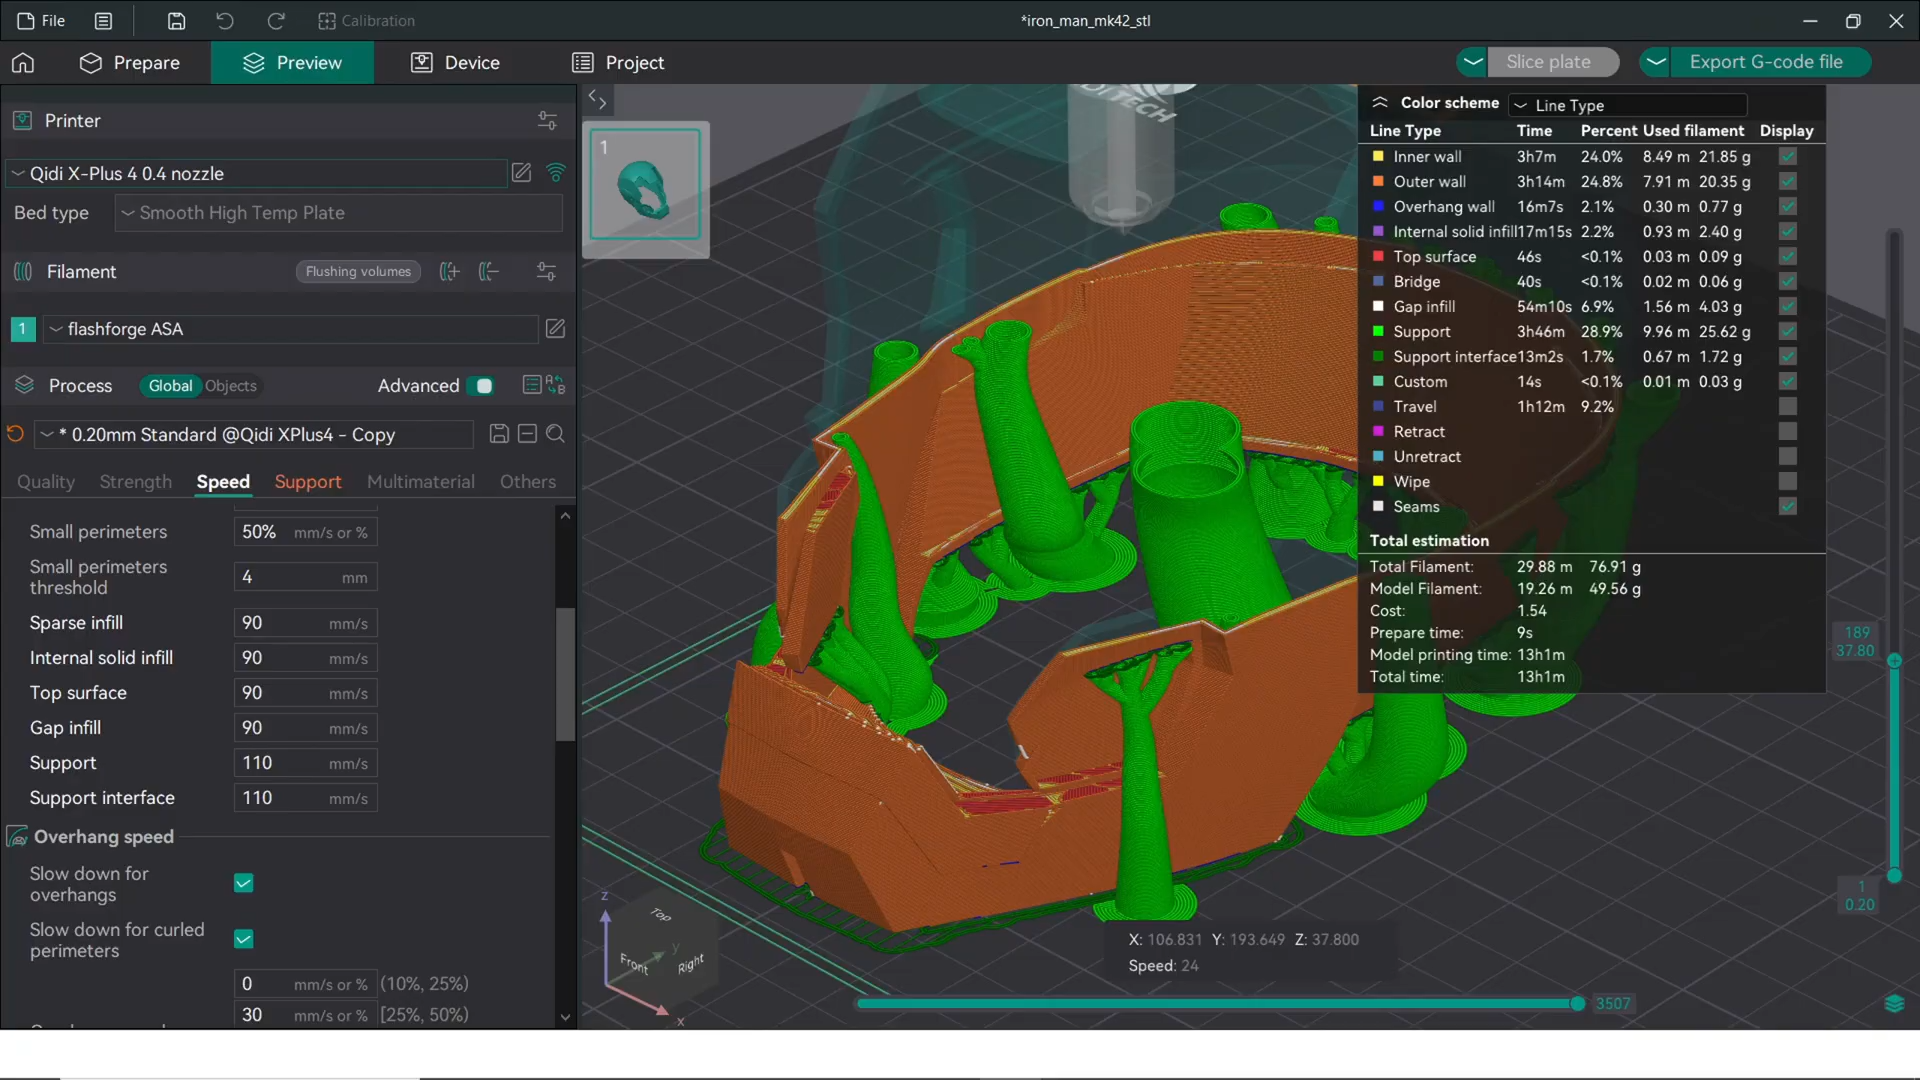 File
Calibration
*iron_man_mk42_stl
Prepare
Preview
Device
Project
Slice plate
Export G-code file
Printer
Qidi X-Plus 4 0.4 nozzle
Bed type
Smooth High Temp Plate
Filament
Flushing volumes
1
flashforge ASA
Process
Global
Objects
Advanced
* 0.20mm Standard @Qidi XPlus4 - Copy
Quality
Strength
Speed
Support
Multimaterial
Others
Small perimeters 50% mm/s or %
Small perimeters
threshold
4 mm
Sparse infill 90 mm/s
Internal solid infill 90 mm/s
Top surface 90 mm/s
Gap infill 90 mm/s
Support 110 mm/s
Support interface 110 mm/s
Overhang speed
Slow down for
overhangs
Slow down for curled
perimeters
0 mm/s or % (10%, 25%)
30 mm/s or % [25%, 50%)
1
Color scheme
Line Type
Line Type Time Percent Used filament Display
Inner wall 3h7m 24.0% 8.49 m 21.85 g
Outer wall 3h14m 24.8% 7.91 m 20.35 g
Overhang wall 16m7s 2.1% 0.30 m 0.77 g
Internal solid infill 17m15s 2.2% 0.93 m 2.40 g
Top surface 46s <0.1% 0.03 m 0.09 g
Bridge 40s <0.1% 0.02 m 0.06 g
Gap infill 54m10s 6.9% 1.56 m 4.03 g
Support 3h46m 28.9% 9.96 m 25.62 g
Support interface 13m2s 1.7% 0.67 m 1.72 g
Custom 14s <0.1% 0.01 m 0.03 g
Travel 1h12m 9.2%
Retract
Unretract
Wipe
Seams
Total estimation
Total Filament: 29.88 m 76.91 g
Model Filament: 19.26 m 49.56 g
Cost: 1.54
Prepare time: 9s
Model printing time: 13h1m
Total time: 13h1m
189
37.80
1
0.20
X: 106.831 Y: 193.649 Z: 37.800
Speed: 24
3507
z
Top
Front
y
Right
x